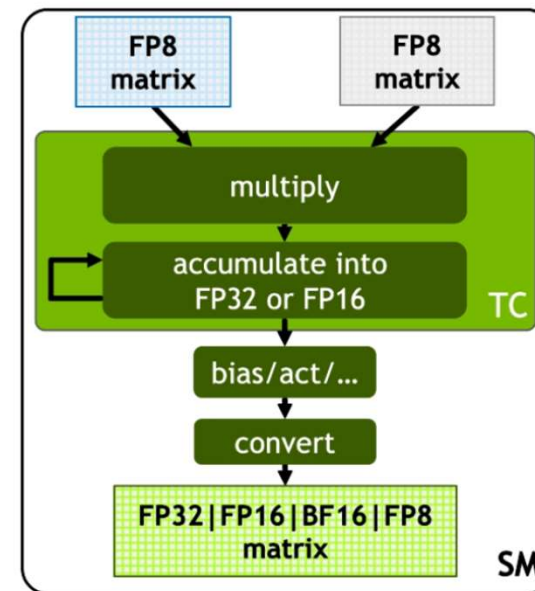 FP8
matrix
FP8
matrix
multiply
accumulate into
FP32 or FP16
TC
bias/act/…
convert
FP32|FP16|BF16|FP8
matrix
SM